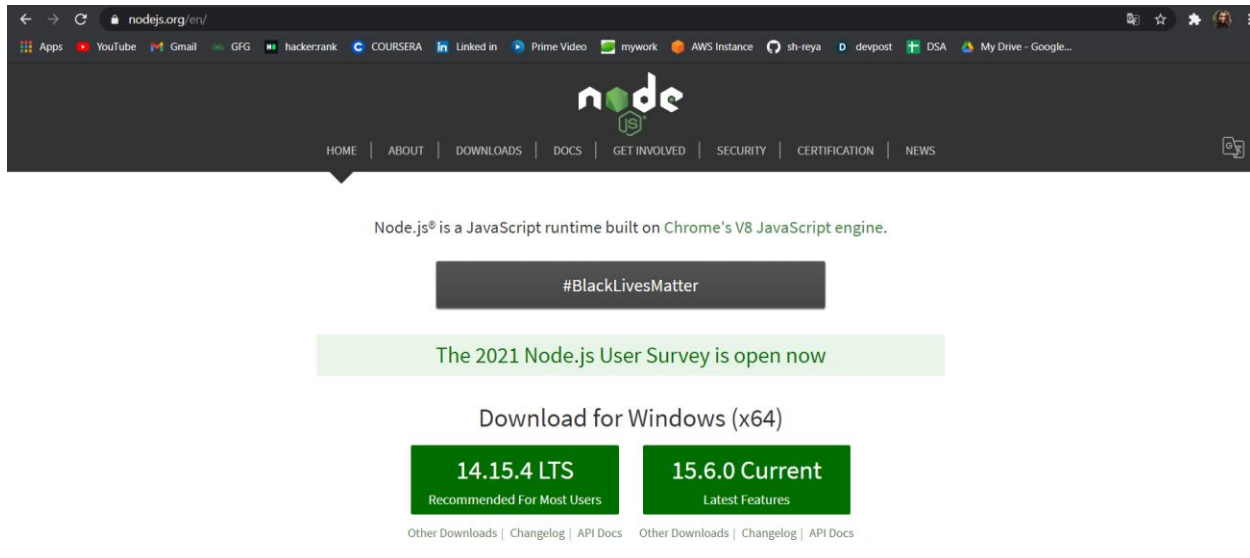 nodejs.org/en/
Apps YouTube Gmail GFG hackerrank COURSERA Linked in Prime Video mywork AWS Instance sh-reya devpost DSA My Drive - Google...
node
JS
HOME | ABOUT | DOWNLOADS | DOCS | GET INVOLVED | SECURITY | CERTIFICATION | NEWS
Node.js® is a JavaScript runtime built on Chrome's V8 JavaScript engine.
#BlackLivesMatter
The 2021 Node.js User Survey is open now
Download for Windows (x64)
14.15.4 LTS 15.6.0 Current
Recommended For Most Users Latest Features
Other Downloads | Changelog | API Docs Other Downloads | Changelog | API Docs